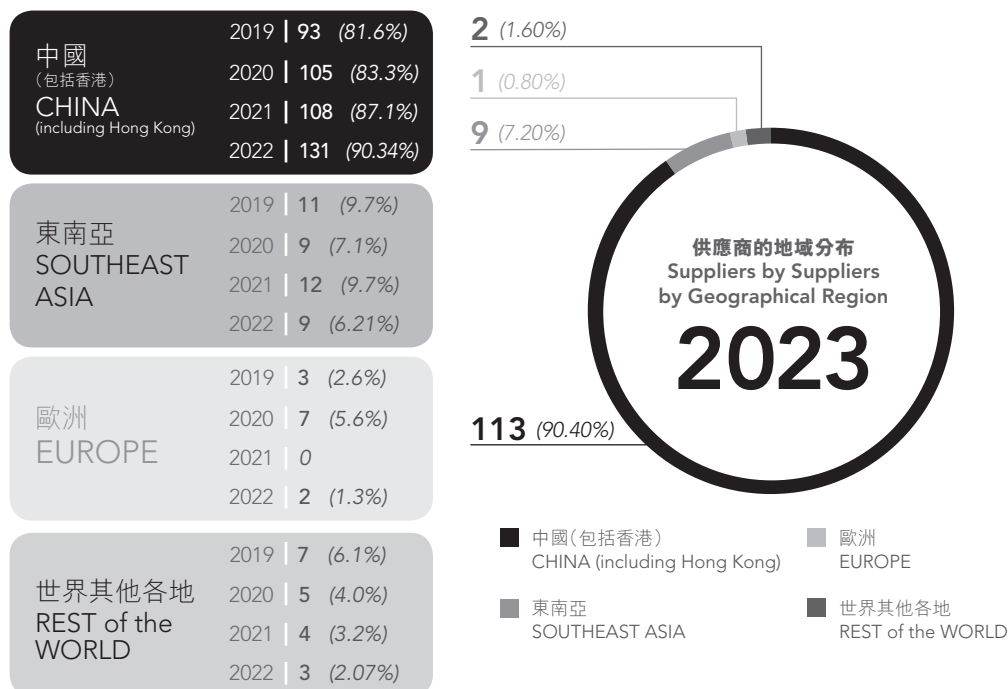 中國
(包括香港)
CHINA
(including Hong Kong)
2019 | 93 (81.6%)
2020 | 105 (83.3%)
2021 | 108 (87.1%)
2022 | 131 (90.34%)
東南亞
SOUTHEAST
ASIA
2019 | 11 (9.7%)
2020 | 9 (7.1%)
2021 | 12 (9.7%)
2022 | 9 (6.21%)
歐洲
EUROPE
2019 | 3 (2.6%)
2020 | 7 (5.6%)
2021 | 0
2022 | 2 (1.3%)
世界其他各地
REST of the
WORLD
2019 | 7 (6.1%)
2020 | 5 (4.0%)
2021 | 4 (3.2%)
2022 | 3 (2.07%)
2 (1.60%)
1 (0.80%)
9 (7.20%)
113 (90.40%)
供應商的地域分布
Suppliers by Suppliers
by Geographical Region
2023
中國(包括香港)
CHINA (including Hong Kong)
歐洲
EUROPE
東南亞
SOUTHEAST ASIA
世界其他各地
REST of the WORLD